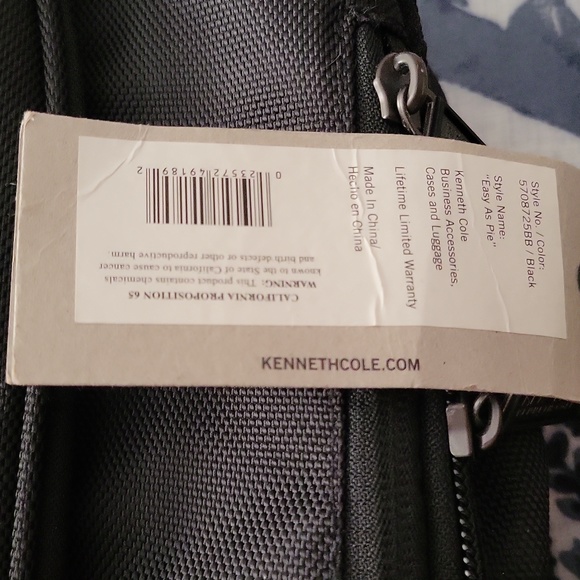 Style No. / Color:
5708725BB / Black
Style Name:
"Easy As Pie"
Kenneth Cole
Business Accessories,
Cases and Luggage
Lifetime Limited Warranty
Made In China/
Hecho en China
0 23572 49189 2
CALIFORNIA PROPOSITION 65
WARNING: This product contains chemicals
known to the State of California to cause cancer
and birth defects or other reproductive harm.
KENNETHCOLE.COM